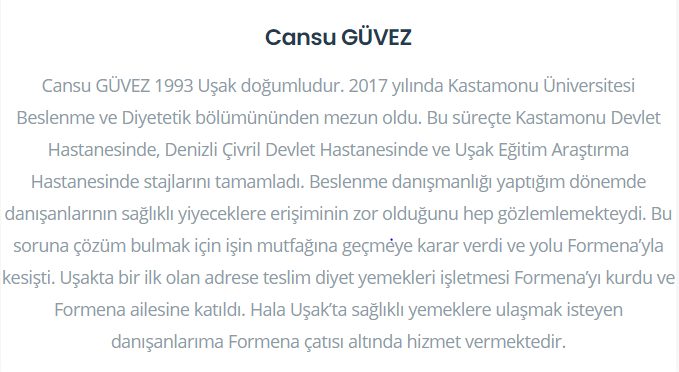 Cansu GÜVEZ
Cansu GÜVEZ 1993 Uşak doğumludur. 2017 yılında Kastamonu Üniversitesi
Beslenme ve Diyetetik bölümününden mezun oldu. Bu süreçte Kastamonu Devlet
Hastanesinde, Denizli Çivril Devlet Hastanesinde ve Uşak Eğitim Araştırma
Hastanesinde stajlarını tamamladı. Beslenme danışmanlığı yaptığım dönemde
danışanlarının sağlıklı yiyeceklere erişiminin zor olduğunu hep gözlemlemekteydi. Bu
soruna çözüm bulmak için işin mutfağına geçmeye karar verdi ve yolu Formena’yla
kesişti. Uşakta bir ilk olan adrese teslim diyet yemekleri işletmesi Formena’yı kurdu ve
Formena ailesine katıldı. Hala Uşak’ta sağlıklı yemeklere ulaşmak isteyen
danışanlarıma Formena çatısı altında hizmet vermektedir.